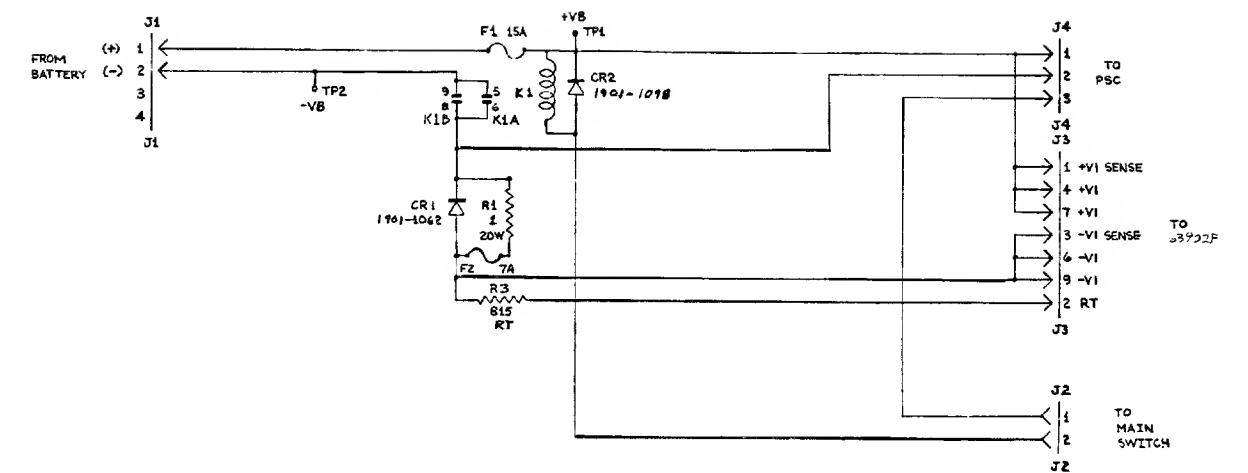 J1
FROM
BATTERY
(+) 1
(-) 2
3
4
J1
TP2
-VB
F1 15A
+VB
TP1
K1
CR2
1901-1098
9
8
K1B
5
6
K1A
CR1
1901-1062
R1
1
20W
F2 7A
R3
815
RT
J4
1
2
3
TO
PSC
J4
J3
1 +V1 SENSE
4 +V1
7 +V1
3 -V1 SENSE
6 -V1
9 -V1
2 RT
TO
J3
J2
1
2
TO
MAIN
SWITCH
J2